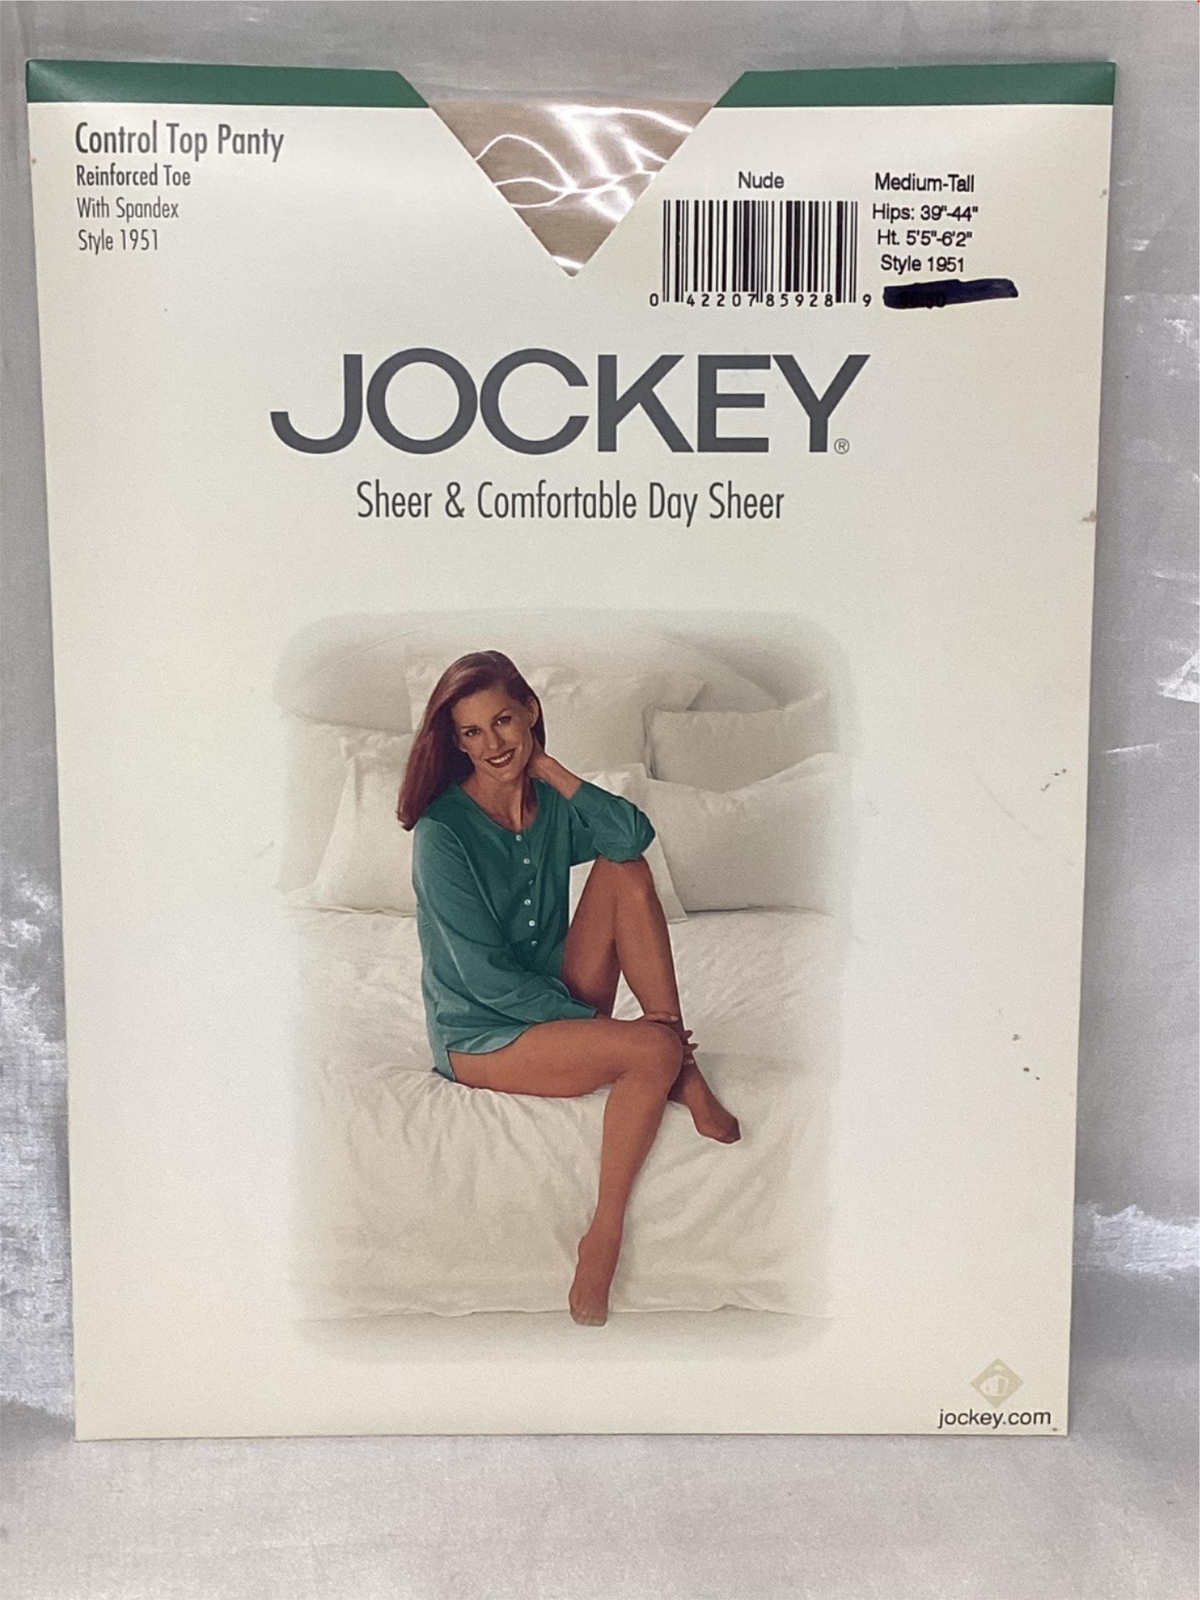 Control Top Panty
Reinforced Toe
With Spandex
Style 1951
Nude
Medium-Tall
Hips: 39"-44"
Ht. 5'5"-6'2"
Style 1951
0 42207 85928 9
JOCKEY®
Sheer & Comfortable Day Sheer
jockey.com